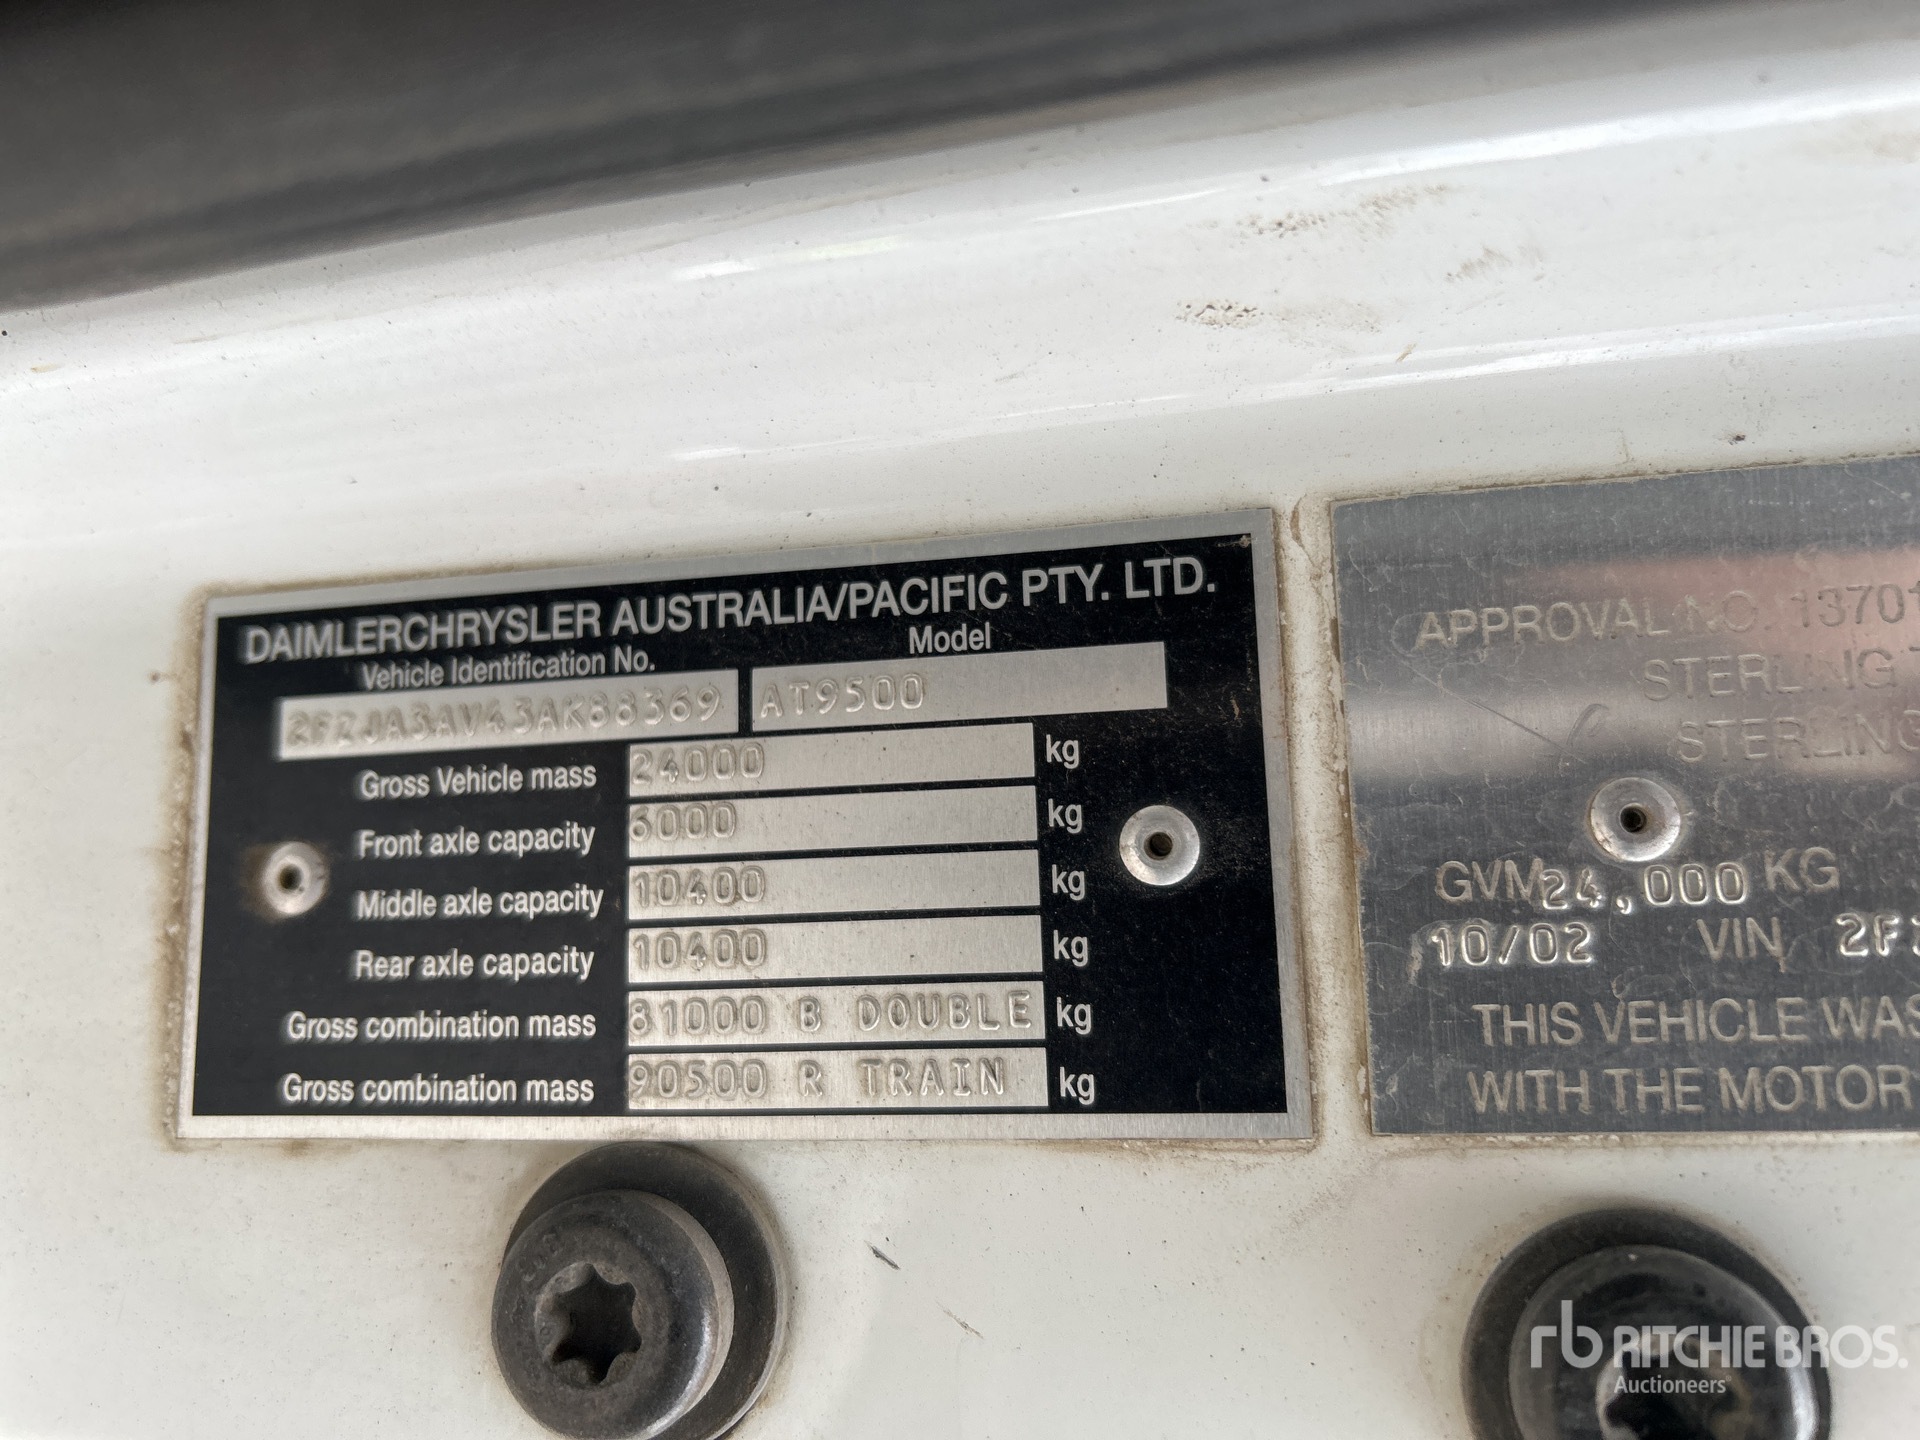 DAIMLERCHRYSLER AUSTRALIA/PACIFIC PTY. LTD.
Vehicle Identification No. Model
2FZJA3AV43AK88369 AT9500
Gross Vehicle mass 24000 kg
Front axle capacity 6000 kg
Middle axle capacity 10400 kg
Rear axle capacity 10400 kg
Gross combination mass 81000 B DOUBLE kg
Gross combination mass 90500 R TRAIN kg
APPROVAL NO. 13701
STERLING
STERLING
GVM 24,000 KG
10/02 VIN 2F
THIS VEHICLE WAS
WITH THE MOTOR
rb RITCHIE BROS.
Auctioneers